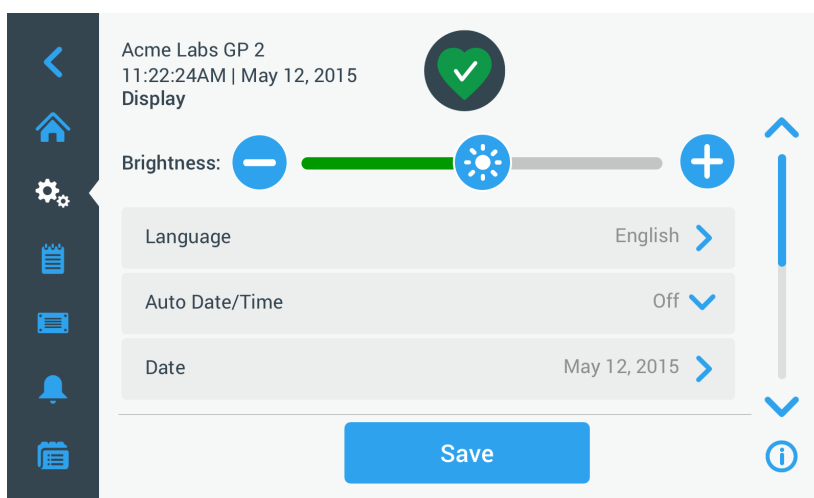 Acme Labs GP 2
11:22:24AM | May 12, 2015
Display
Brightness:
Language English
Auto Date/Time Off
Date May 12, 2015
Save